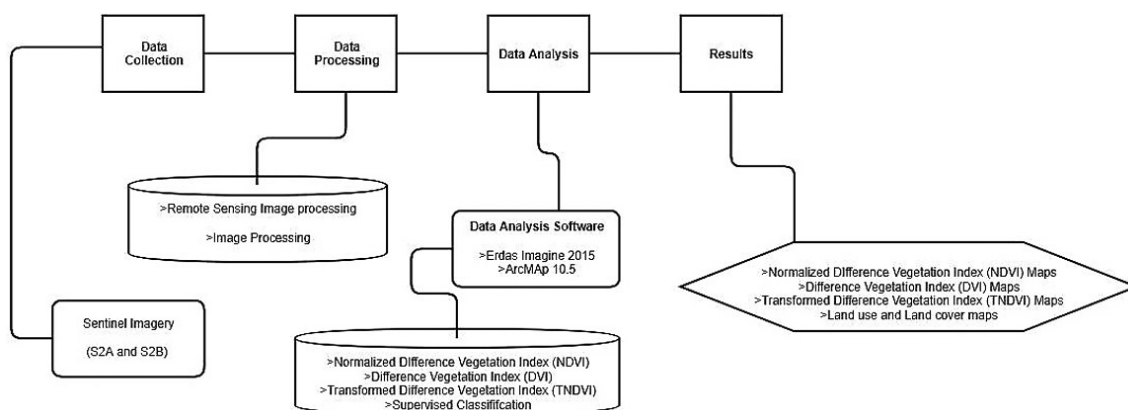 Data
Collection
Data
Processing
Data Analysis
Results
>Remote Sensing Image processing
>Image Processing
Data Analysis Software
>Erdas Imagine 2015
>ArcMAp 10.5
Sentinel Imagery
(S2A and S2B)
>Normalized Difference Vegetation Index (NDVI)
>Difference Vegetation Index (DVI)
>Transformed Difference Vegetation Index (TNDVI)
>Supervised Classififcation
>Normalized Difference Vegetation Index (NDVI) Maps
>Difference Vegetation Index (DVI) Maps
>Transformed Difference Vegetation Index (TNDVI) Maps
>Land use and Land cover maps